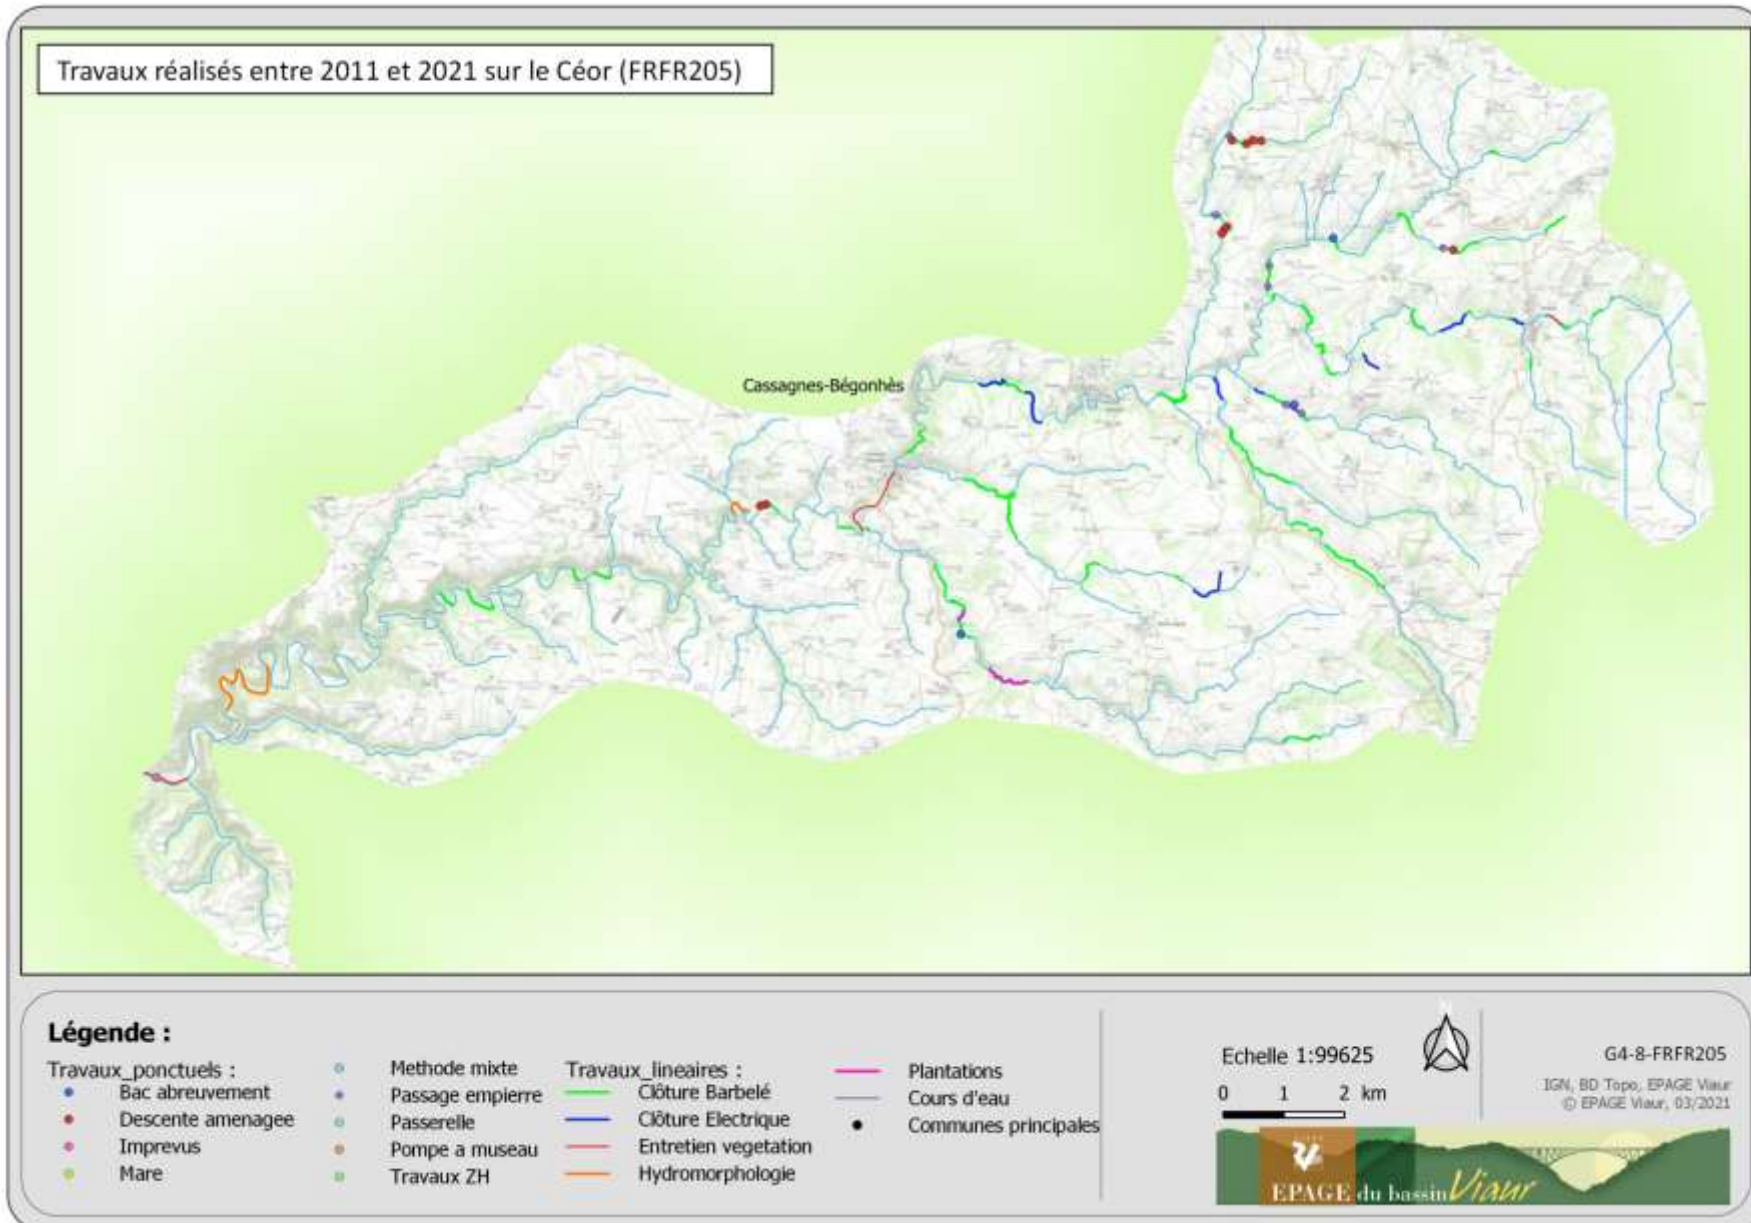 Travaux réalisés entre 2011 et 2021 sur le Céor (FRFR205)
Cassagnes-Bégonhès
Légende :
Travaux_ponctuels :
Bac abreuvement
Descente amenagee
Imprevus
Mare
Methode mixte
Passage empierre
Passerelle
Pompe a museau
Travaux ZH
Travaux_lineaires :
Clôture Barbelé
Clôture Electrique
Entretien vegetation
Hydromorphologie
Plantations
Cours d'eau
Communes principales
Echelle 1:99625
0 1 2 km
G4-8-FRFR205
IGN, BD Topo, EPAGE Viaur
© EPAGE Viaur, 03/2021
EPAGE du bassin Viaur